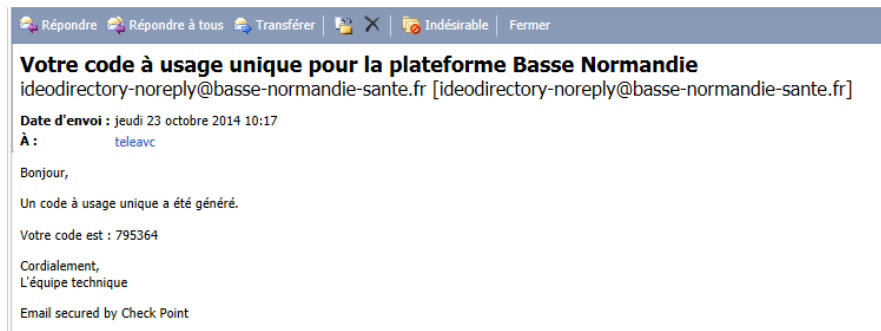 Répondre Répondre à tous Transférer Indésirable Fermer
Votre code à usage unique pour la plateforme Basse Normandie
ideodirectory-noreply@basse-normandie-sante.fr [ideodirectory-noreply@basse-normandie-sante.fr]
Date d'envoi : jeudi 23 octobre 2014 10:17
À : teleavc
Bonjour,
Un code à usage unique a été généré.
Votre code est : 795364
Cordialement,
L'équipe technique
Email secured by Check Point